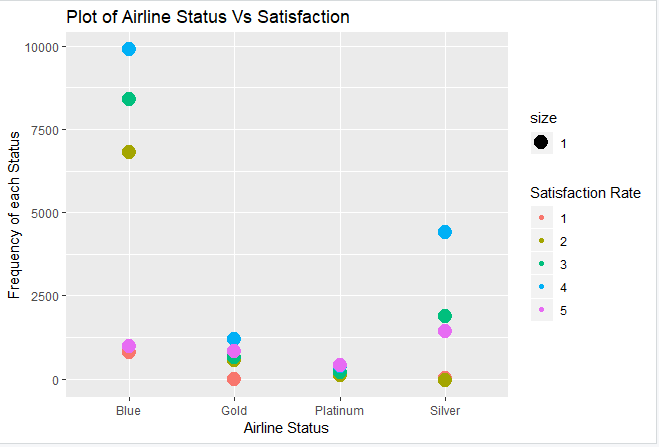 Plot of Airline Status Vs Satisfaction
10000
7500
5000
2500
0
Frequency of each Status
Blue Gold Platinum Silver
Airline Status
size
1
Satisfaction Rate
1
2
3
4
5